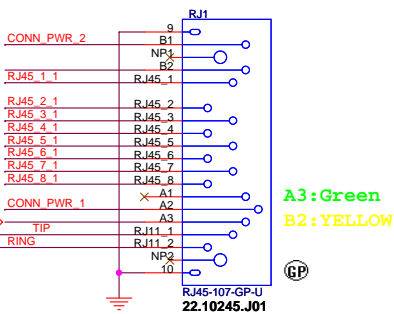 RJ1
9
CONN_PWR_2 B1
NP1
B2
RJ45_1_1 RJ45_1
RJ45_2_1 RJ45_2
RJ45_3_1 RJ45_3
RJ45_4_1 RJ45_4
RJ45_5_1 RJ45_5
RJ45_6_1 RJ45_6
RJ45_7_1 RJ45_7
RJ45_8_1 RJ45_8
A1
A3:Green
CONN_PWR_1 A2
A3
B2:YELLOW
TIP RJ11_1
RING RJ11_2
NP2
10
GP
RJ45-107-GP-U
22.10245.J01